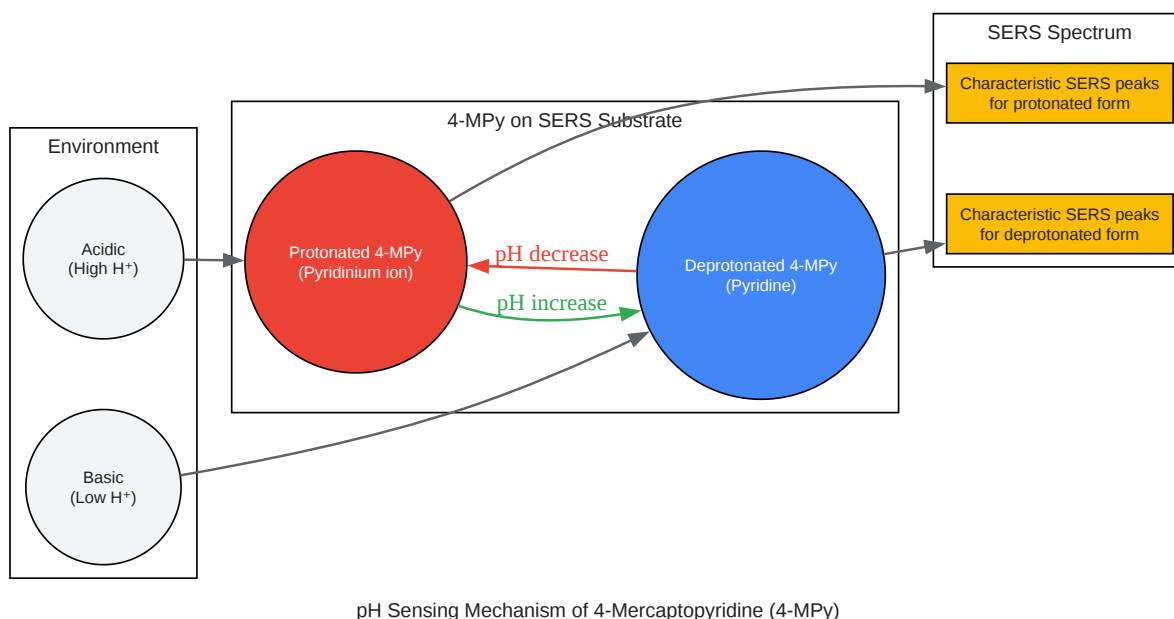 SERS Spectrum
Characteristic SERS peaks
for protonated form
4-MPy on SERS Substrate
Environment
Acidic
(High H⁺)
Protonated 4-MPy
(Pyridinium ion)
pH decrease
pH increase
Deprotonated 4-MPy
(Pyridine)
Characteristic SERS peaks
for deprotonated form
Basic
(Low H⁺)
pH Sensing Mechanism of 4-Mercaptopyridine (4-MPy)